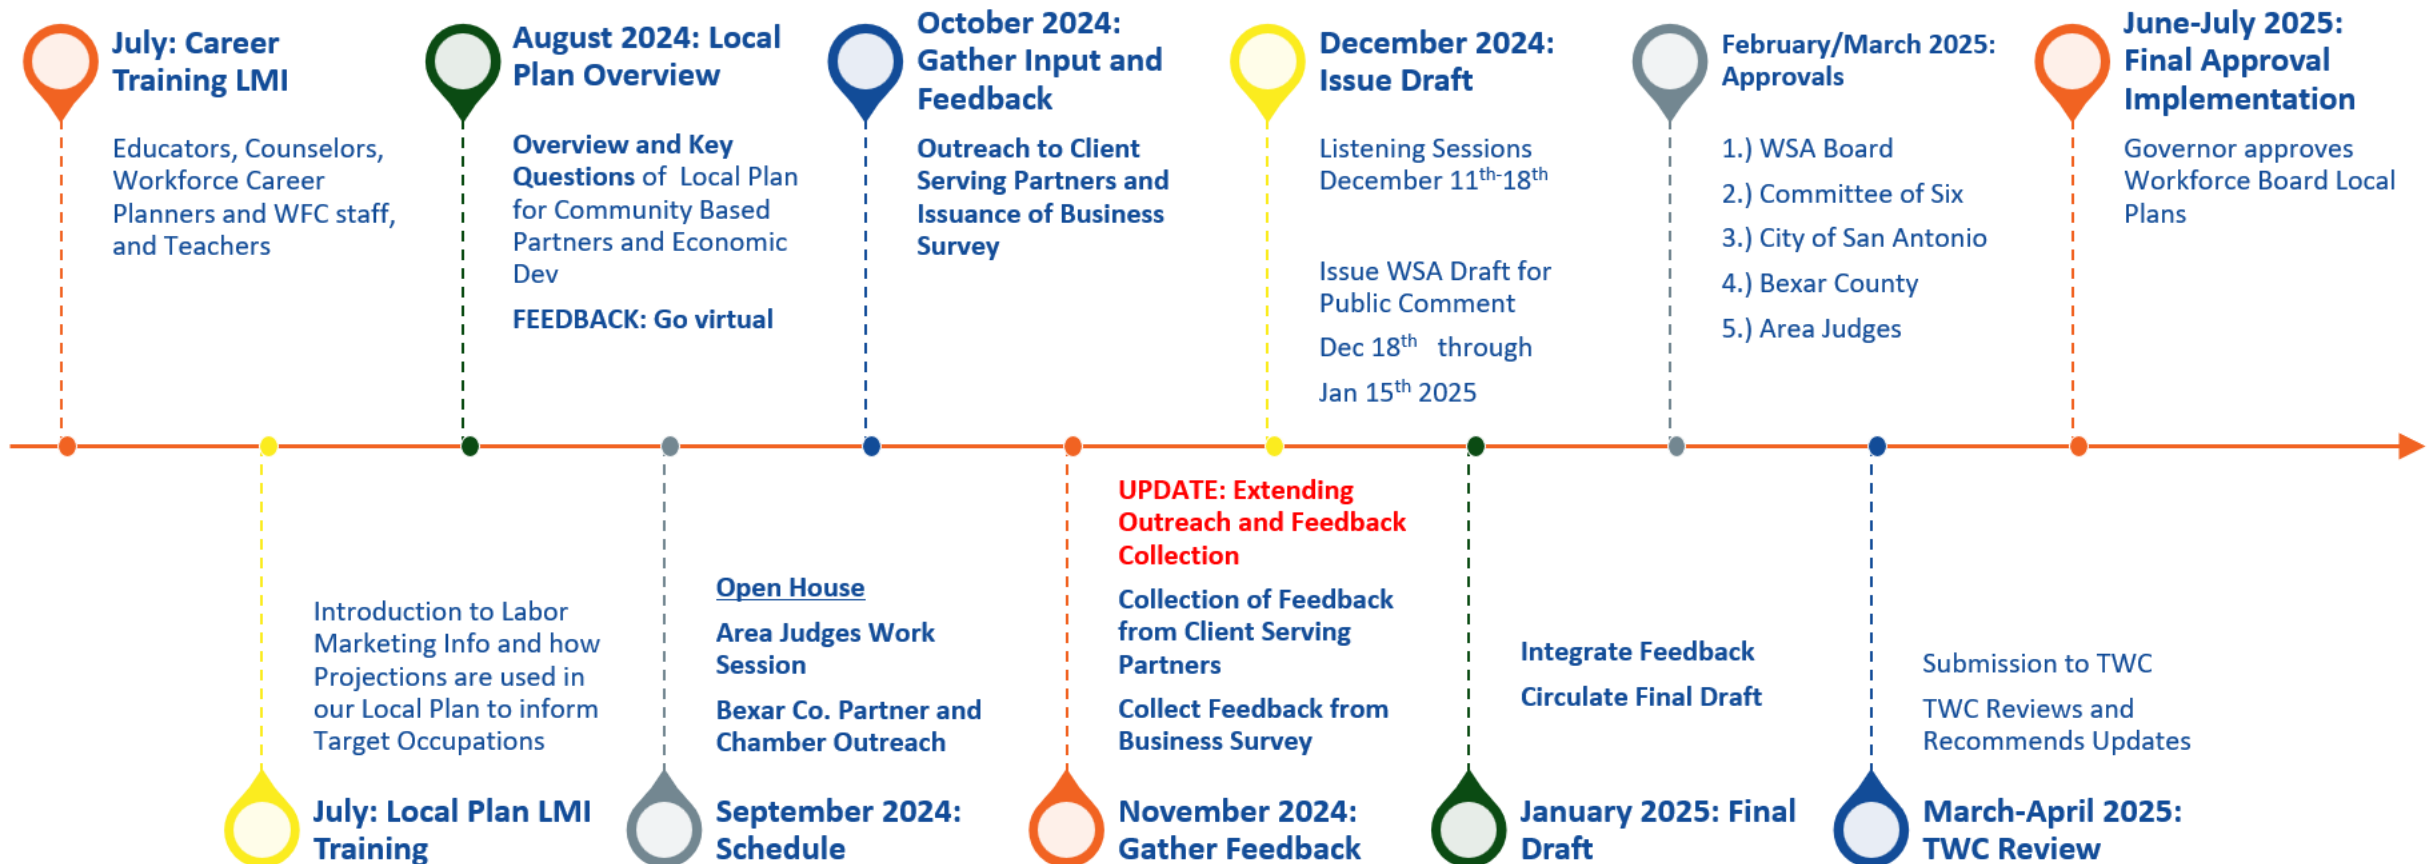 July: Career
Training LMI
Educators, Counselors,
Workforce Career
Planners and WFC staff,
and Teachers
Introduction to Labor
Marketing Info and how
Projections are used in
our Local Plan to inform
Target Occupations
July: Local Plan LMI
Training
August 2024: Local
Plan Overview
Overview and Key
Questions of Local Plan
for Community Based
Partners and Economic
Dev
FEEDBACK: Go virtual
Open House
Area Judges Work
Session
Bexar Co. Partner and
Chamber Outreach
September 2024:
Schedule
October 2024:
Gather Input and
Feedback
Outreach to Client
Serving Partners and
Issuance of Business
Survey
UPDATE: Extending
Outreach and Feedback
Collection
Collection of Feedback
from Client Serving
Partners
Collect Feedback from
Business Survey
November 2024:
Gather Feedback
December 2024:
Issue Draft
Listening Sessions
December 11th-18th
Issue WSA Draft for
Public Comment
Dec 18th through
Jan 15th 2025
Integrate Feedback
Circulate Final Draft
January 2025: Final
Draft
February/March 2025:
Approvals
1.) WSA Board
2.) Committee of Six
3.) City of San Antonio
4.) Bexar County
5.) Area Judges
Submission to TWC
TWC Reviews and
Recommends Updates
March-April 2025:
TWC Review
June-July 2025:
Final Approval
Implementation
Governor approves
Workforce Board Local
Plans